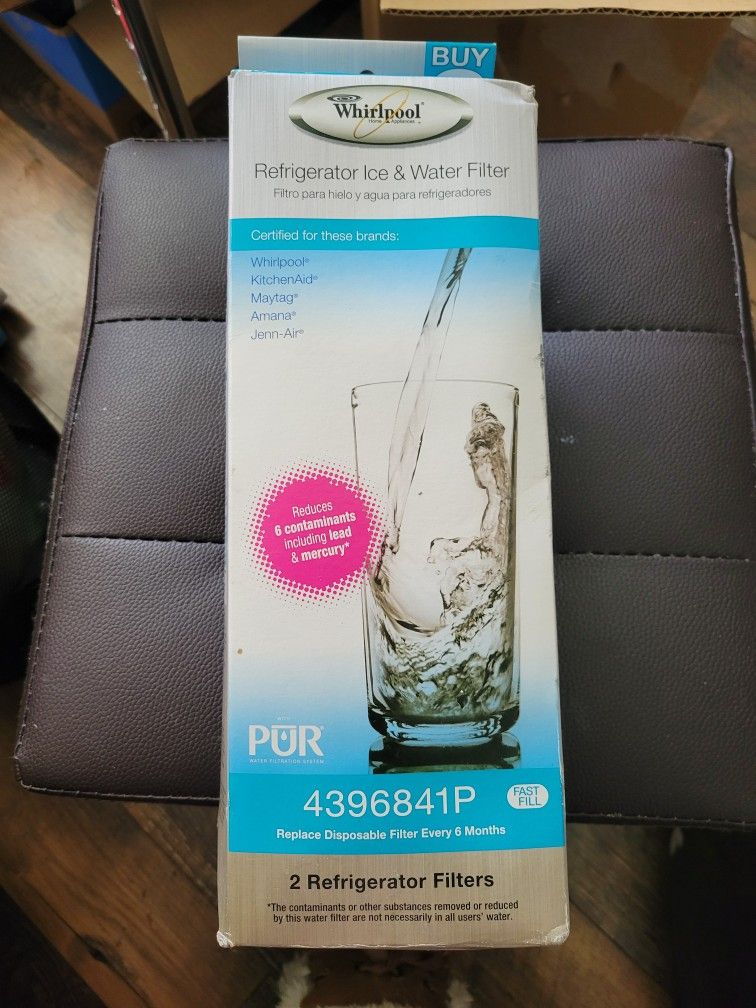 BUY
Whirlpool®
Home Appliances
Refrigerator Ice & Water Filter
Filtro para hielo y agua para refrigeradores
Certified for these brands:
Whirlpool®
KitchenAid®
Maytag®
Amana®
Jenn-Air®
Reduces
6 contaminants
including lead
& mercury*
WITH
PŪR
WATER FILTRATION SYSTEM
4396841P
FAST
FILL
Replace Disposable Filter Every 6 Months
2 Refrigerator Filters
*The contaminants or other substances removed or reduced
by this water filter are not necessarily in all users' water.